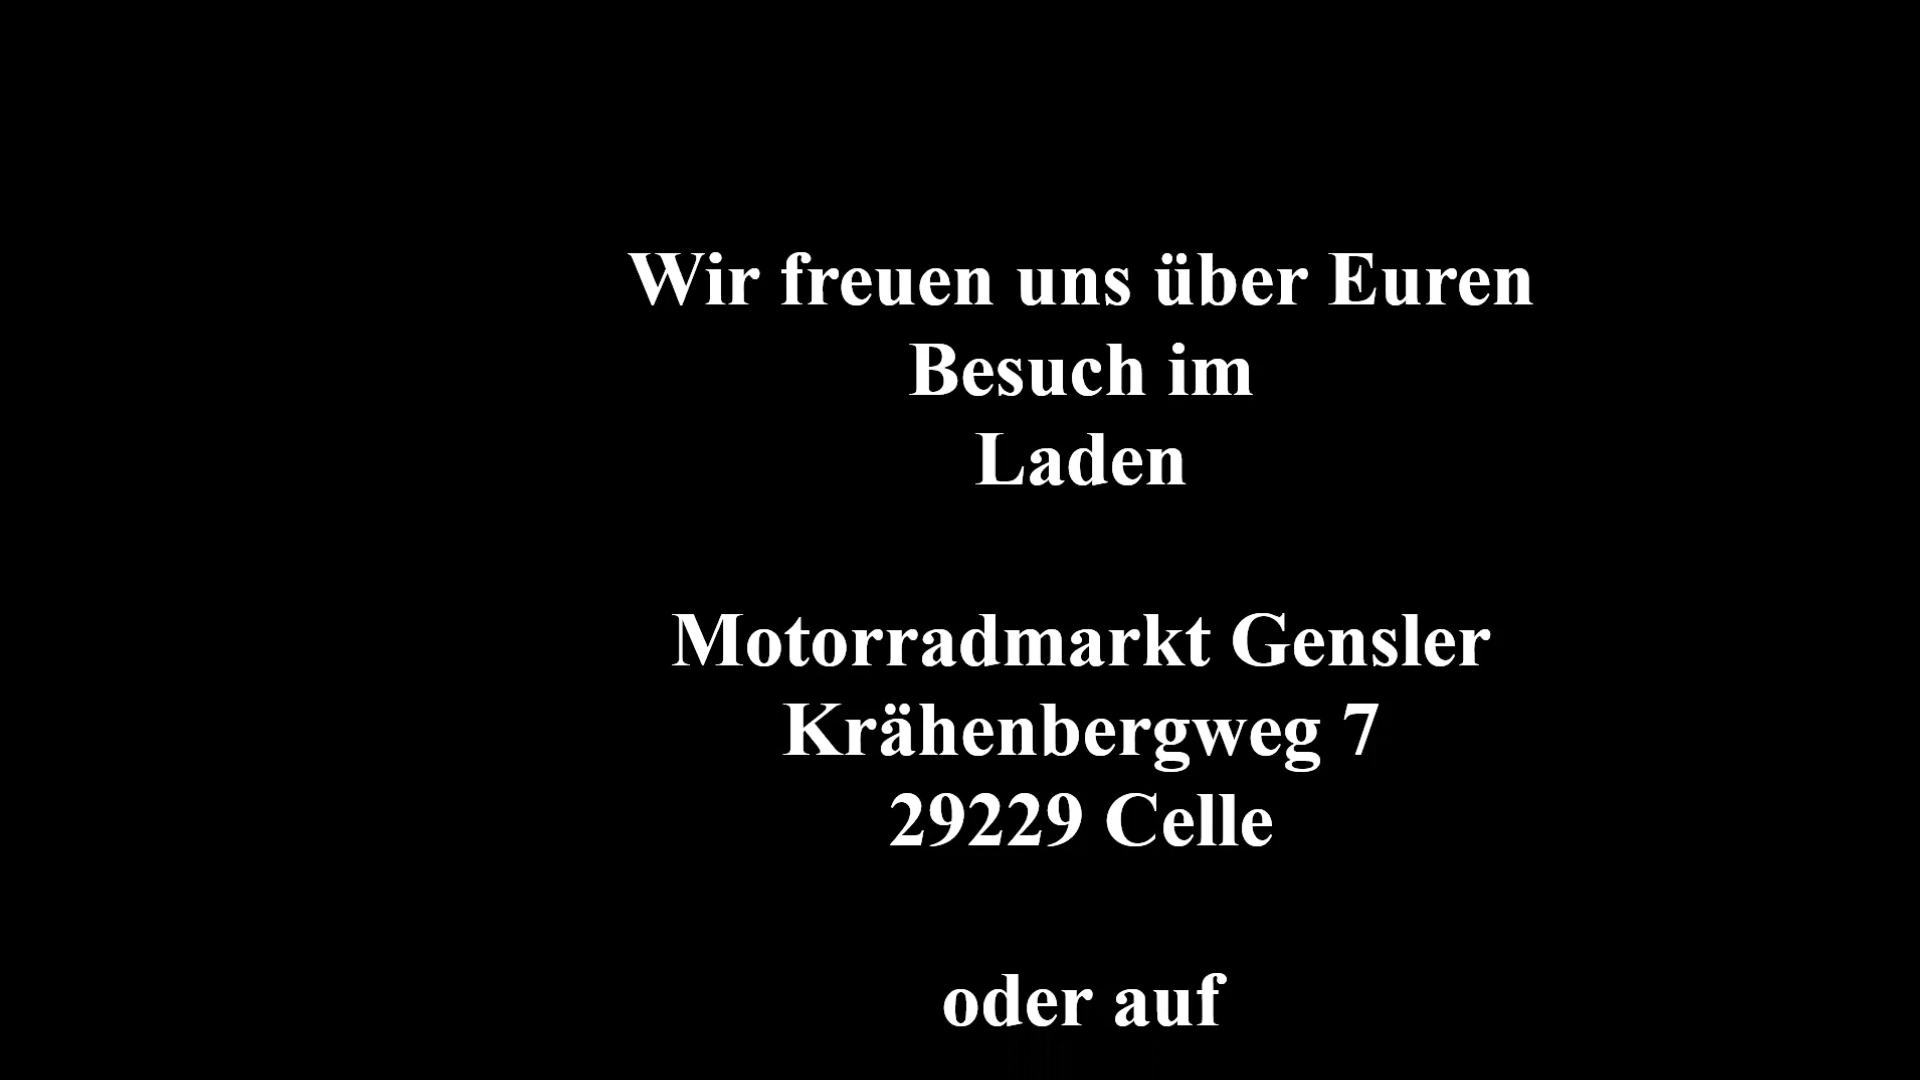 Wir freuen uns über Euren
Besuch im
Laden
Motorradmarkt Gensler
Krähenbergweg 7
29229 Celle
oder auf